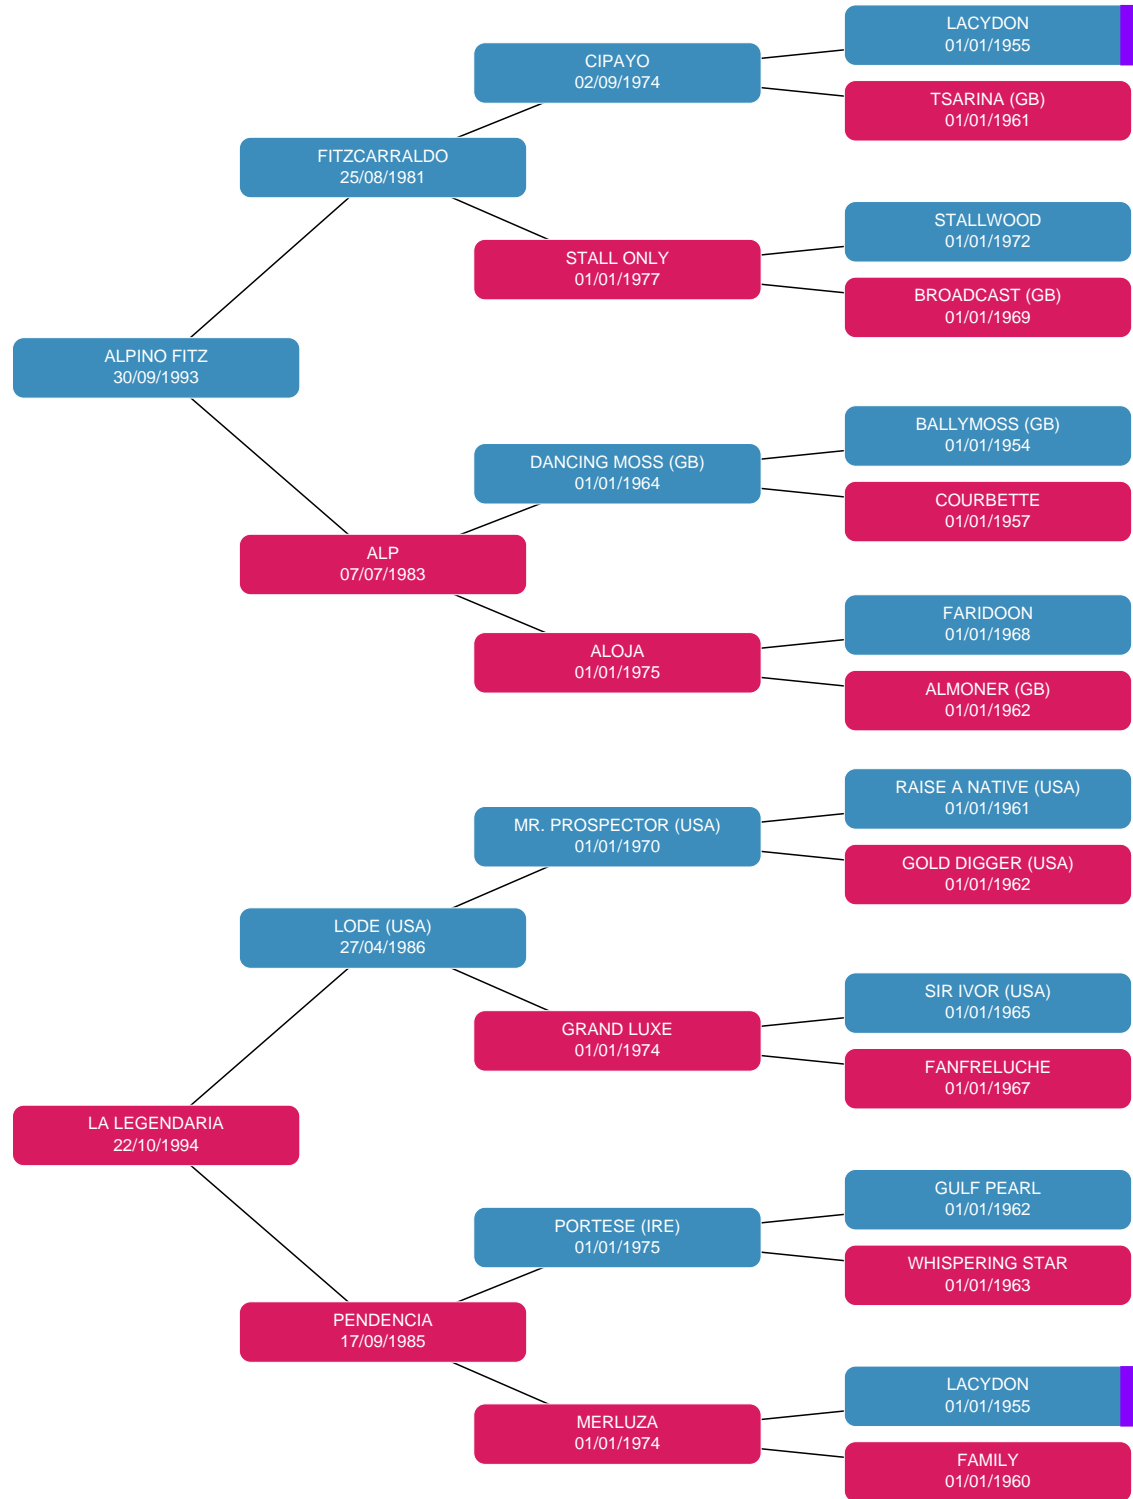 LACYDON
01/01/1955
CIPAYO
02/09/1974
TSARINA (GB)
01/01/1961
FITZCARRALDO
25/08/1981
STALLWOOD
01/01/1972
STALL ONLY
01/01/1977
BROADCAST (GB)
01/01/1969
ALPINO FITZ
30/09/1993
BALLYMOSS (GB)
01/01/1954
DANCING MOSS (GB)
01/01/1964
COURBETTE
01/01/1957
ALP
07/07/1983
FARIDOON
01/01/1968
ALOJA
01/01/1975
ALMONER (GB)
01/01/1962
RAISE A NATIVE (USA)
01/01/1961
MR. PROSPECTOR (USA)
01/01/1970
GOLD DIGGER (USA)
01/01/1962
LODE (USA)
27/04/1986
SIR IVOR (USA)
01/01/1965
GRAND LUXE
01/01/1974
FANFRELUCHE
01/01/1967
LA LEGENDARIA
22/10/1994
GULF PEARL
01/01/1962
PORTESE (IRE)
01/01/1975
WHISPERING STAR
01/01/1963
PENDENCIA
17/09/1985
LACYDON
01/01/1955
MERLUZA
01/01/1974
FAMILY
01/01/1960